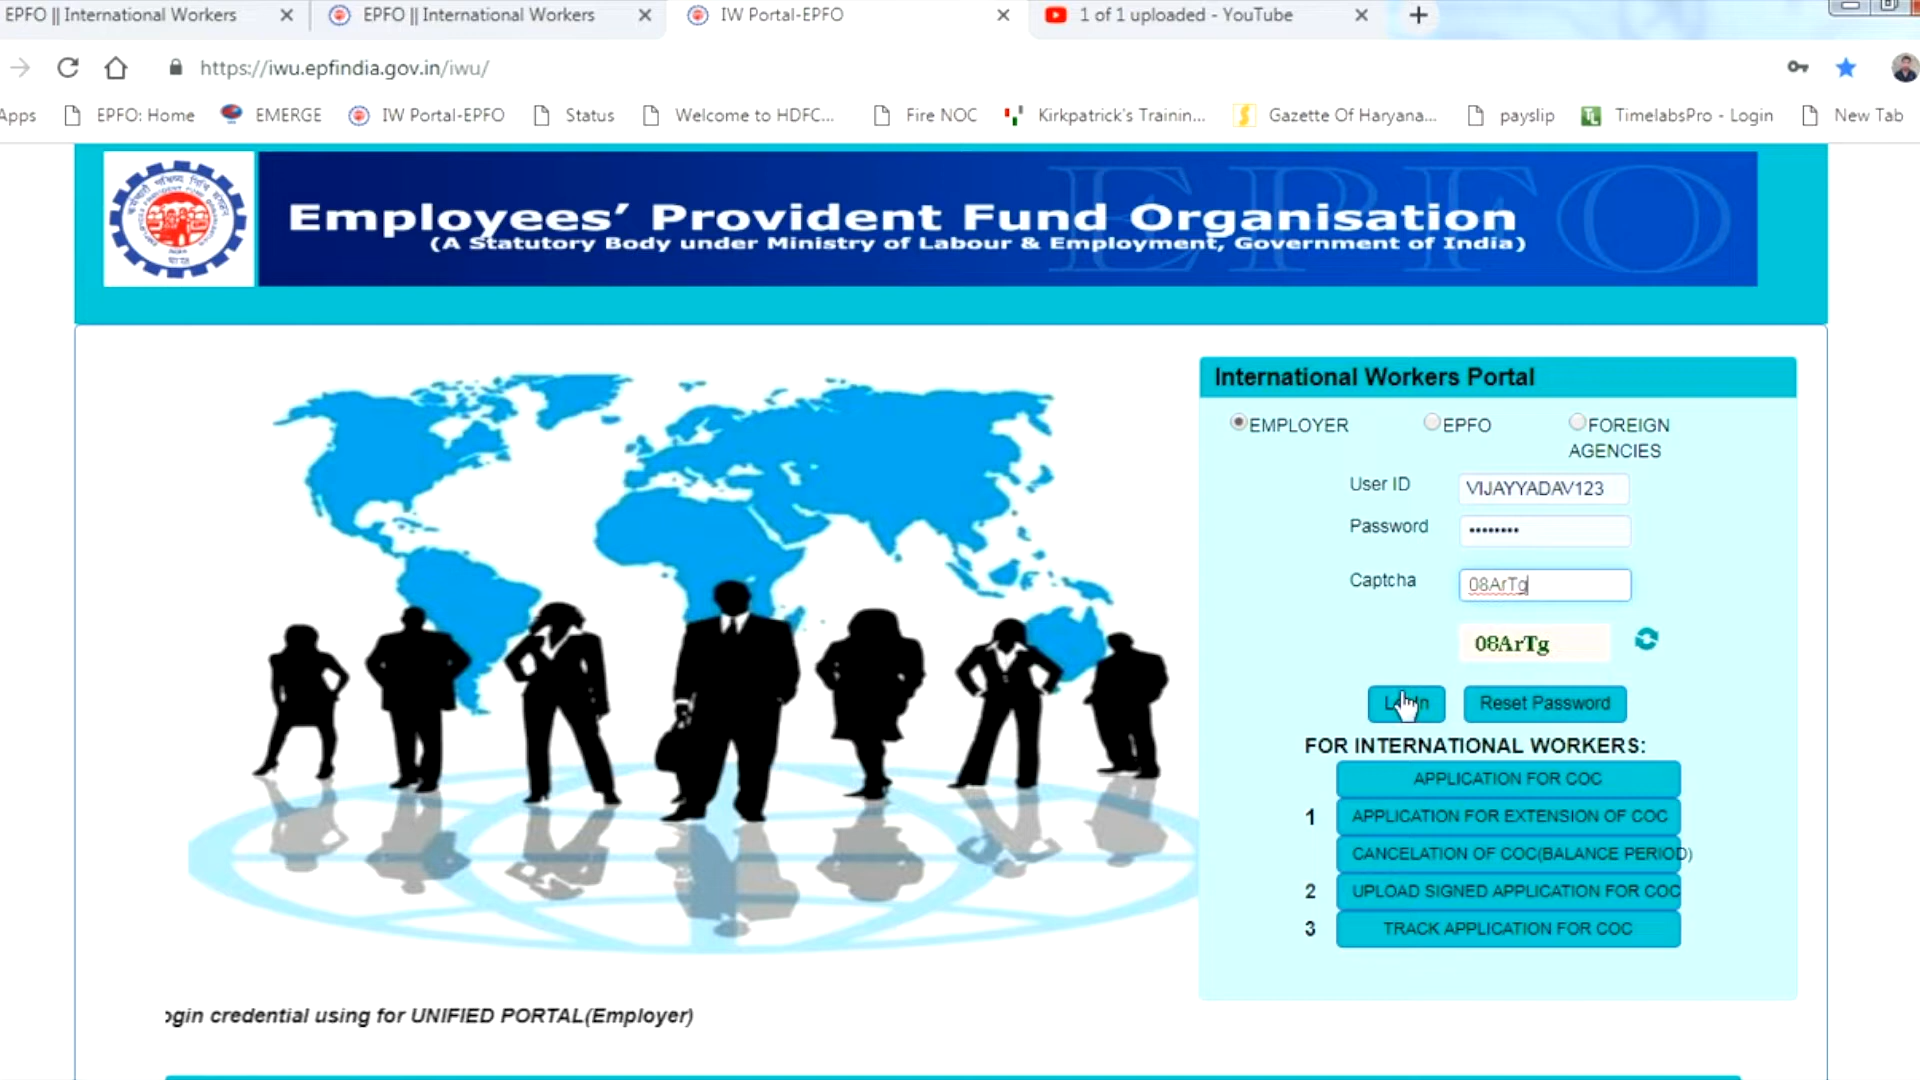 EPFO || International Workers
EPFO || International Workers
IW Portal-EPFO
1 of 1 uploaded - YouTube
https://iwu.epfindia.gov.in/iwu/
Apps
EPFO: Home
EMERGE
IW Portal-EPFO
Status
Welcome to HDFC...
Fire NOC
Kirkpatrick's Trainin...
Gazette Of Haryana...
payslip
TimelabsPro - Login
New Tab
EPFO
Employees' Provident Fund Organisation
(A Statutory Body under Ministry of Labour & Employment, Government of India)
International Workers Portal
EMPLOYER
EPFO
FOREIGN
AGENCIES
User ID
VIJAYYADAV123
Password
Captcha
08ArTg
08ArTg
Reset Password
FOR INTERNATIONAL WORKERS:
APPLICATION FOR COC
1 APPLICATION FOR EXTENSION OF COC
CANCELATION OF COC(BALANCE PERIOD)
2 UPLOAD SIGNED APPLICATION FOR COC
3 TRACK APPLICATION FOR COC
ogin credential using for UNIFIED PORTAL(Employer)